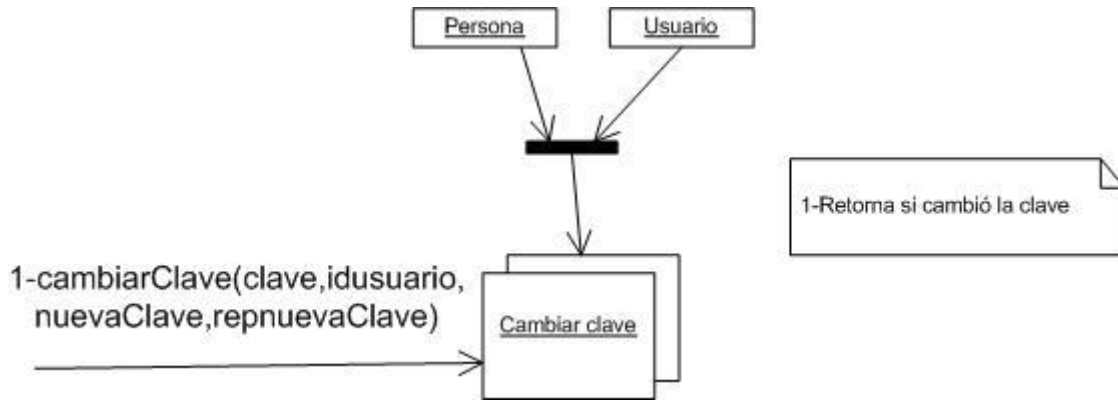 Persona
Usuario
1-Retorna si cambió la clave
1-cambiarClave(clave,idusuario,
nuevaClave,repnuevaClave)
Cambiar clave